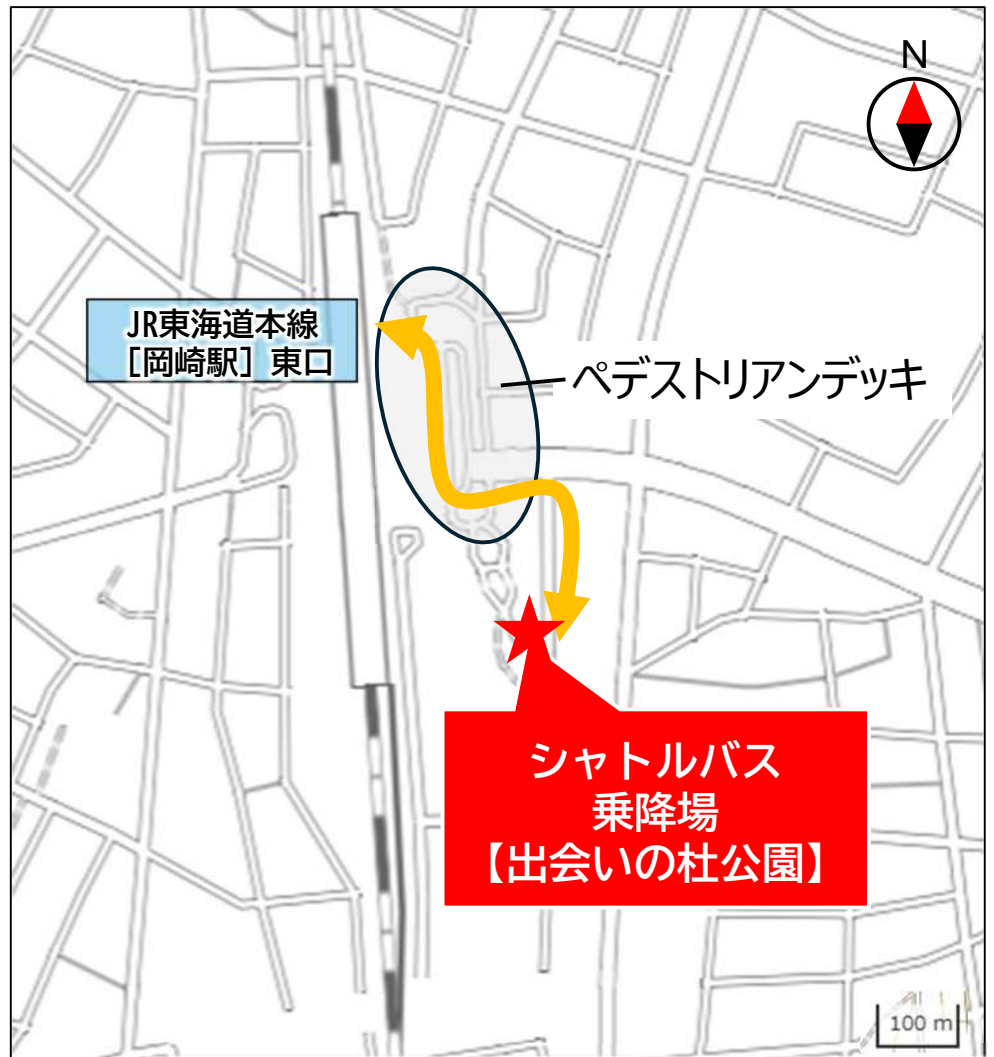 N
JR東海道本線
［岡崎駅］東口
ペデストリアンデッキ
シャトルバス
乗降場
【出会いの杜公園】
100 m